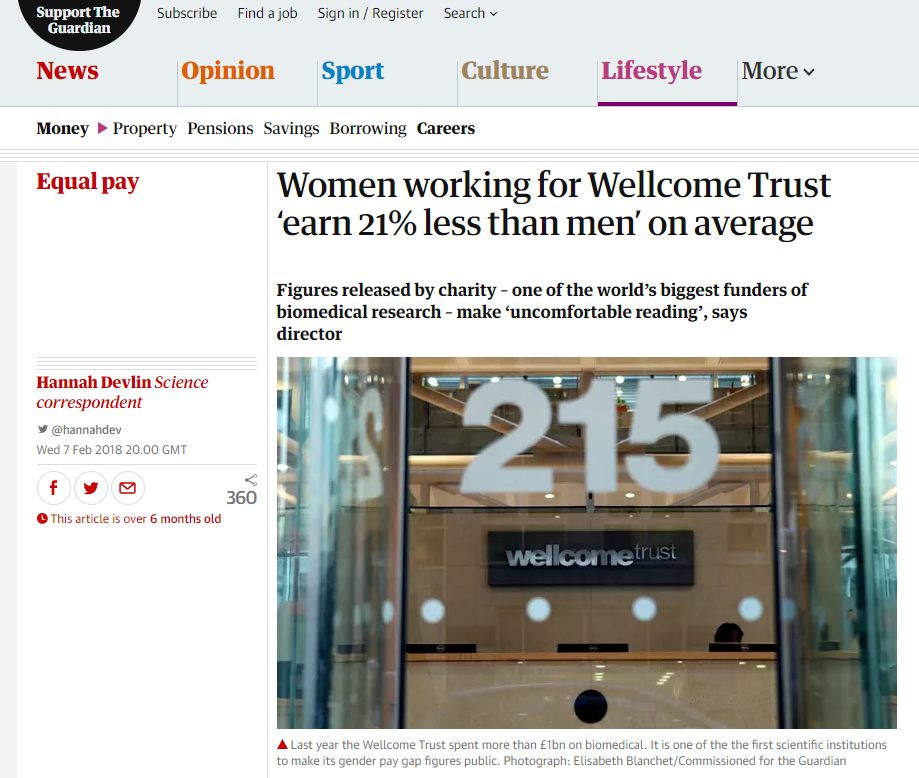 Support The
Guardian
Subscribe Find a job Sign in / Register Search
News Opinion Sport Culture Lifestyle More
Money Property Pensions Savings Borrowing Careers
Equal pay
Women working for Wellcome Trust
‘earn 21% less than men’ on average
Figures released by charity – one of the world’s biggest funders of
biomedical research – make ‘uncomfortable reading’, says
director
Hannah Devlin Science
correspondent
@hannahdev
Wed 7 Feb 2018 20.00 GMT
360
This article is over 6 months old
215
wellcometrust
Last year the Wellcome Trust spent more than £1bn on biomedical. It is one of the the first scientific institutions
to make its gender pay gap figures public. Photograph: Elisabeth Blanchet/Commissioned for the Guardian